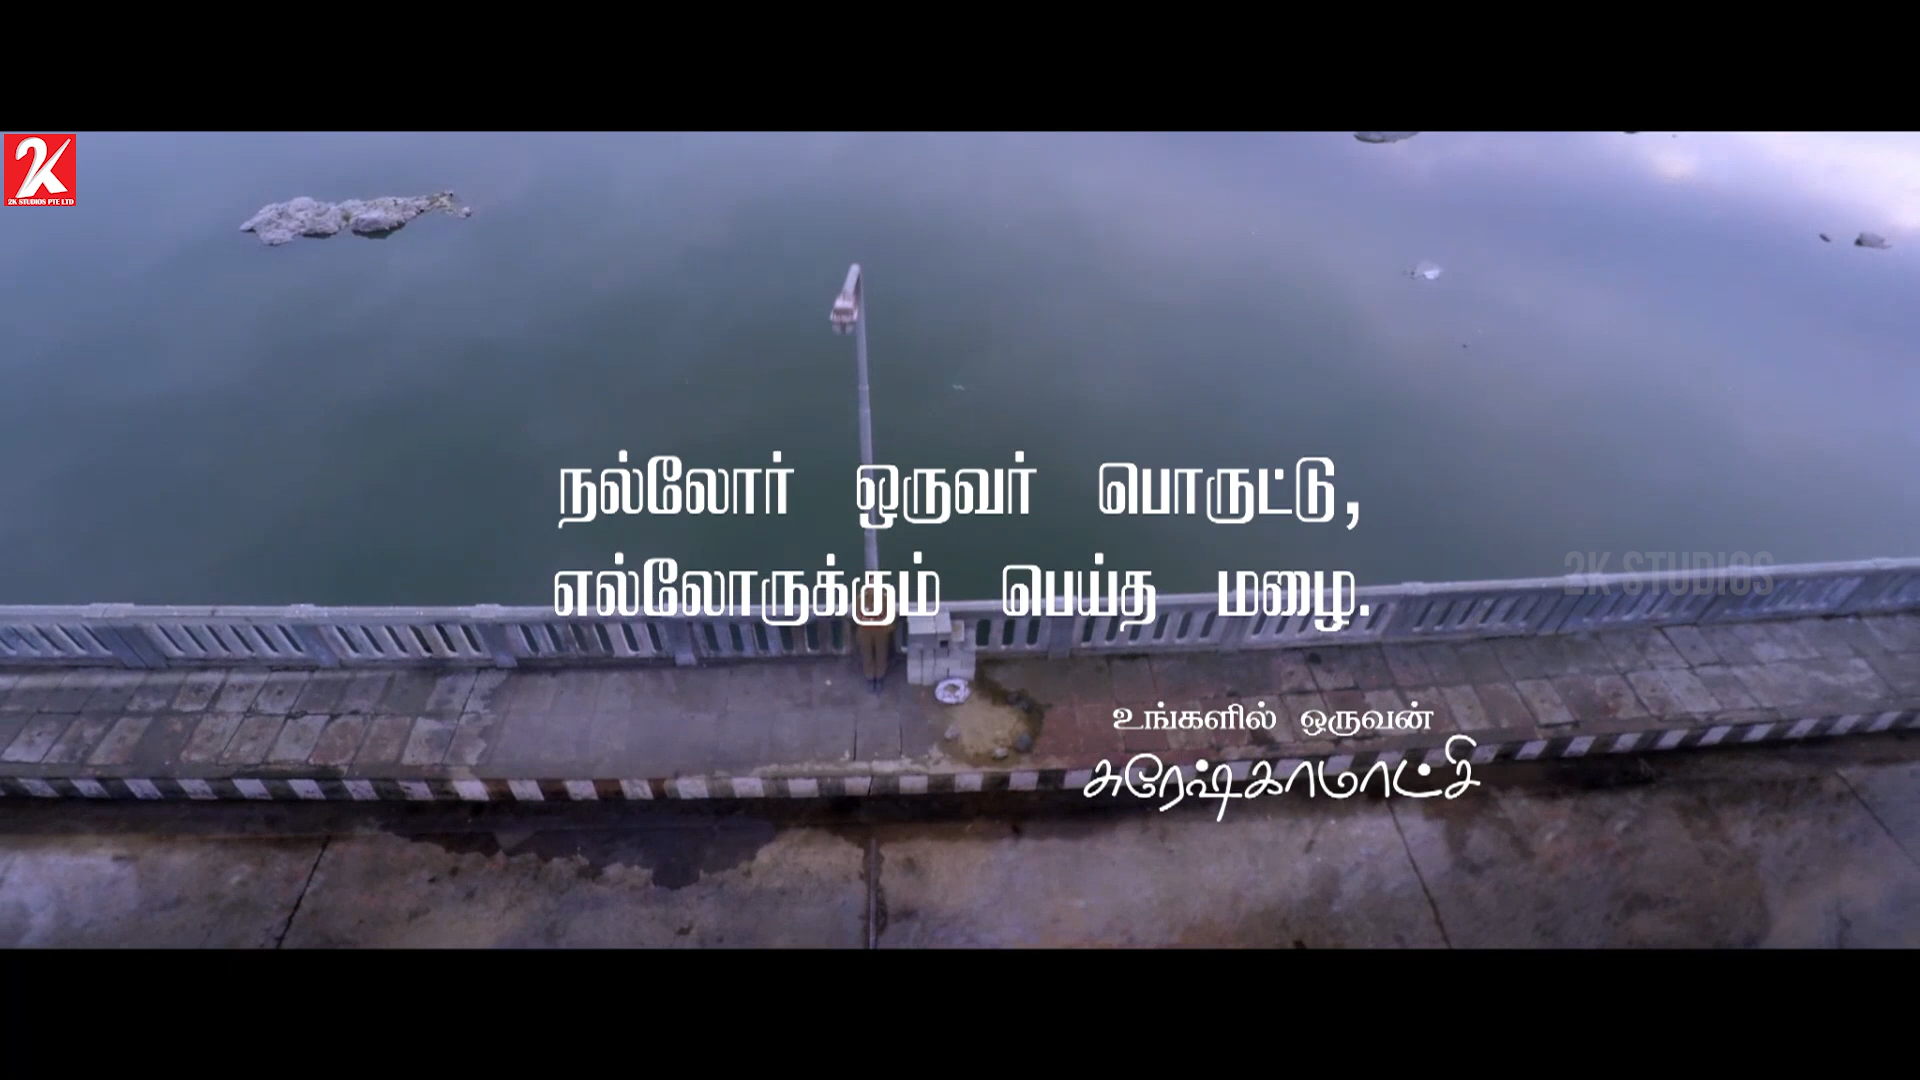 2K
2K STUDIOS PTE LTD
நல்லோர் ஒருவர் பொருட்டு,
எல்லோருக்கும் பெய்த மழை.
2K STUDIOS
உங்களில் ஒருவன்
சுரேஷ்காமாட்சி